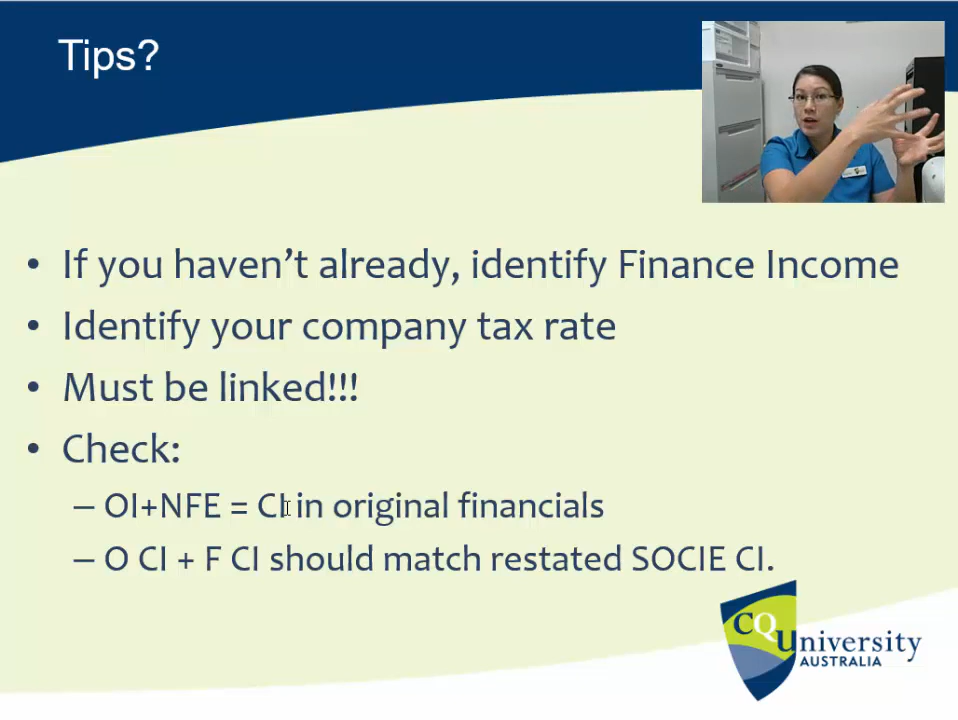 Tips?
• If you haven’t already, identify Finance Income
• Identify your company tax rate
• Must be linked!!!
• Check:
– OI+NFE = CI in original financials
– O CI + F CI should match restated SOCIE CI.
CQUniversity
AUSTRALIA